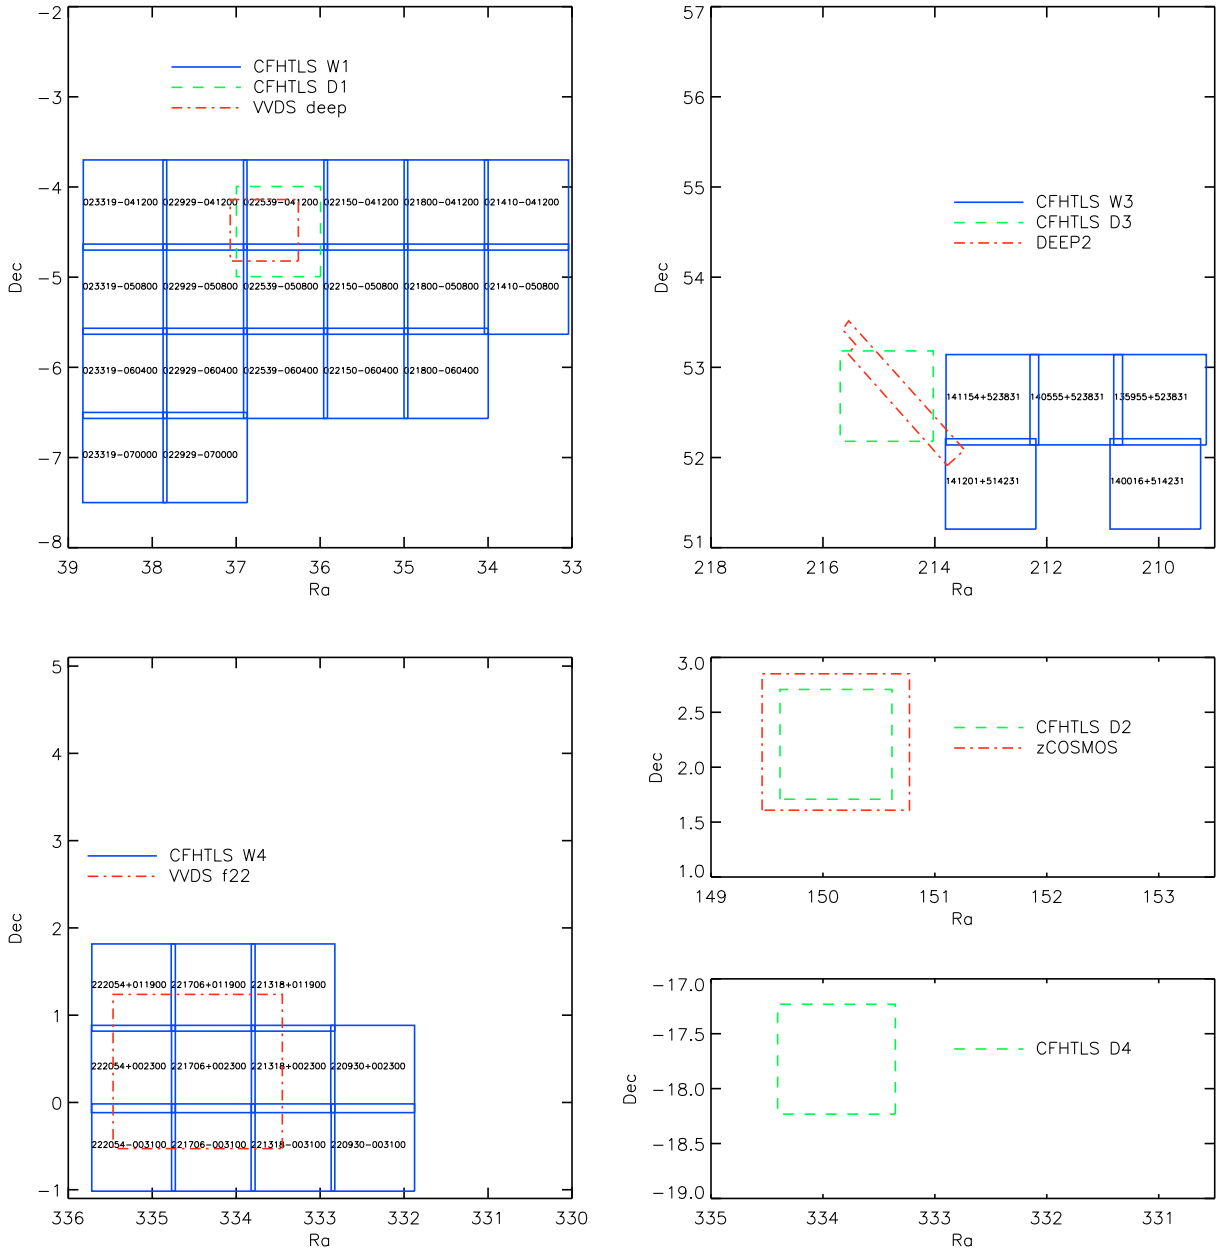 CFHTLS W1
CFHTLS D1
VVDS deep
-2
-3
-4
-5
-6
-7
-8
Dec
023319-041200 022929-041200 022539-041200 022150-041200 021800-041200 021410-041200
023319-050800 022929-050800 022539-050800 022150-050800 021800-050800 021410-050800
023319-060400 022929-060400 022539-060400 022150-060400 021800-060400
023319-070000 022929-070000
39 38 37 36 35 34 33
Ra
57
56
55
54
53
52
51
Dec
CFHTLS W3
CFHTLS D3
DEEP2
141154+523831 140555+523831 135955+523831
141201+514231 140016+514231
218 216 214 212 210
Ra
5
4
3
2
1
0
-1
Dec
CFHTLS W4
VVDS f22
222054+011900 221706+011900 221318+011900
222054+002300 221706+002300 221318+002300 220930+002300
222054-003100 221706-003100 221318-003100 220930-003100
336 335 334 333 332 331 330
Ra
3.0
2.5
2.0
1.5
1.0
Dec
CFHTLS D2
zCOSMOS
149 150 151 152 153
Ra
-17.0
-17.5
-18.0
-18.5
-19.0
Dec
CFHTLS D4
335 334 333 332 331
Ra